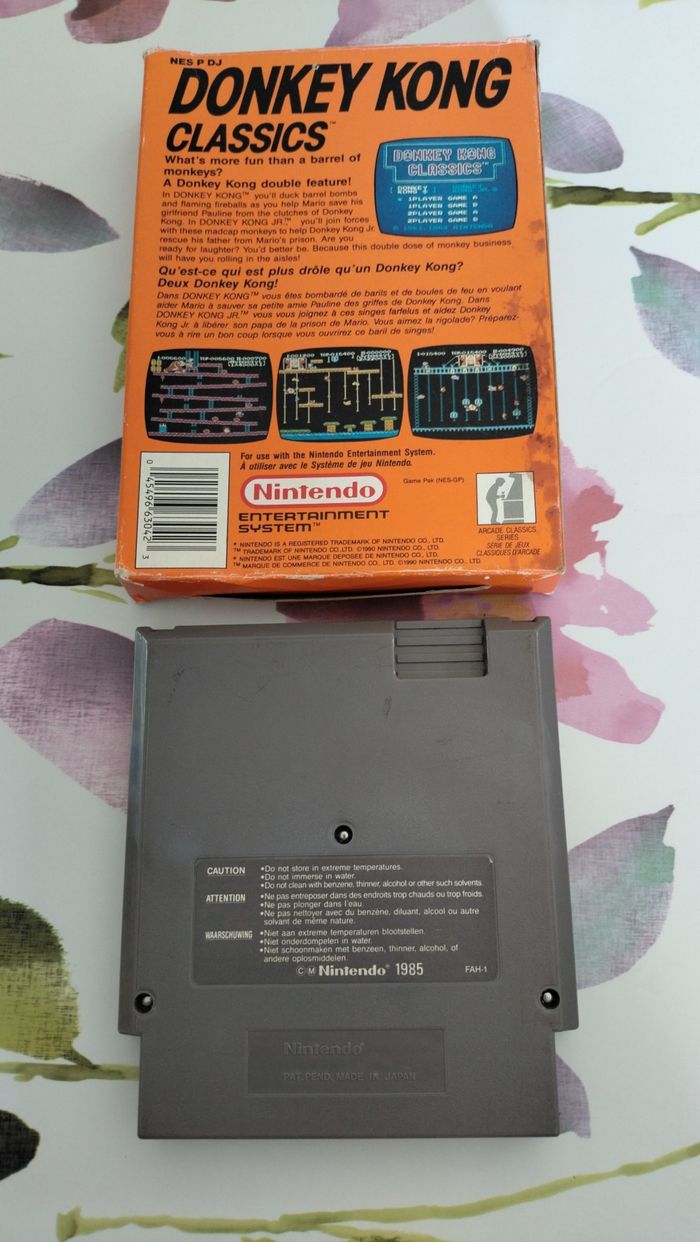 NES P DJ
DONKEY KONG
CLASSICS™
What's more fun than a barrel of
monkeys?
A Donkey Kong double feature!
In DONKEY KONG™ you'll duck barrel bombs
and flaming fireballs as you help Mario save his
girlfriend Pauline from the clutches of Donkey
Kong. In DONKEY KONG JR.™ you'll join forces
with these madcap monkeys to help Donkey Kong Jr.
rescue his father from Mario's prison. Are you
ready for laughter? You'd better be. Because this double dose of monkey business
will have you rolling in the aisles!
DONKEY KONG
CLASSICS™
DONKEY KONG
1PLAYER GAME A
1PLAYER GAME B
2PLAYER GAME A
2PLAYER GAME B
NINTENDO
Qu'est-ce qui est plus drôle qu'un Donkey Kong?
Deux Donkey Kong!
Dans DONKEY KONG™ vous êtes bombardé de barils et de boules de feu en voulant
aider Mario à sauver sa petite amie Pauline des griffes de Donkey Kong. Dans
DONKEY KONG JR.™ vous vous joignez à ces singes farfelus et aidez Donkey
Kong Jr. à libérer son papa de la prison de Mario. Vous aimez la rigolade? Préparez-
vous à rire un bon coup lorsque vous ouvrirez ce baril de singes!
For use with the Nintendo Entertainment System.
À utiliser avec le Système de jeu Nintendo.
Nintendo
ENTERTAINMENT
SYSTEM™
Game Pak (NES-GP)
0 45496 63042 3
ARCADE CLASSICS
SERIES
SÉRIE DE JEUX
CLASSIQUES D'ARCADE
* NINTENDO IS A REGISTERED TRADEMARK OF NINTENDO CO., LTD.
™ TRADEMARK OF NINTENDO CO.,LTD. ©1990 NINTENDO CO., LTD.
* NINTENDO EST UNE MARQUE DEPOSEE DE NINTENDO CO., LTD.
™ MARQUE DE COMMERCE DE NINTENDO CO., LTD. ©1990 NINTENDO CO., LTD.
CAUTION •Do not store in extreme temperatures.
•Do not immerse in water.
•Do not clean with benzene, thinner, alcohol or other such solvents.
ATTENTION •Ne pas entreposer dans des endroits trop chauds ou trop froids.
•Ne pas plonger dans l'eau.
•Ne pas nettoyer avec du benzène, diluant, alcool ou autre
solvant de même nature.
WAARSCHUWING •Niet aan extreme temperaturen blootstellen.
•Niet onderdompelen in water.
•Niet schoonmaken met benzeen, thinner, alcohol, of
andere oplosmiddelen.
©Ⓜ Nintendo® 1985 FAH-1
Nintendo®
PAT. PEND. MADE IN JAPAN